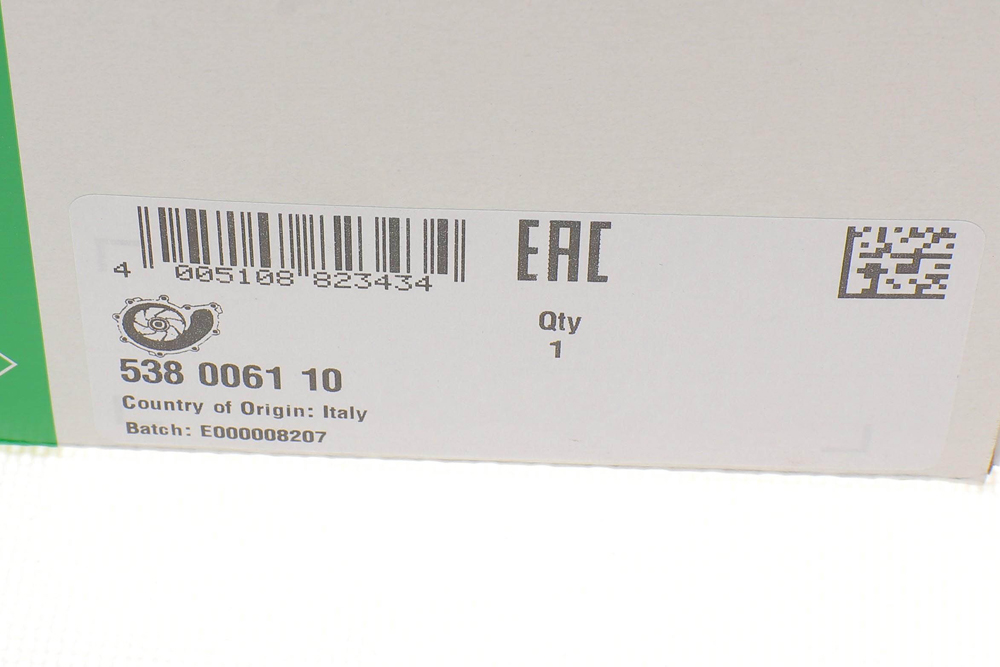 4 005108 823434
EAC
Qty
1
538 0061 10
Country of Origin: Italy
Batch: E000008207